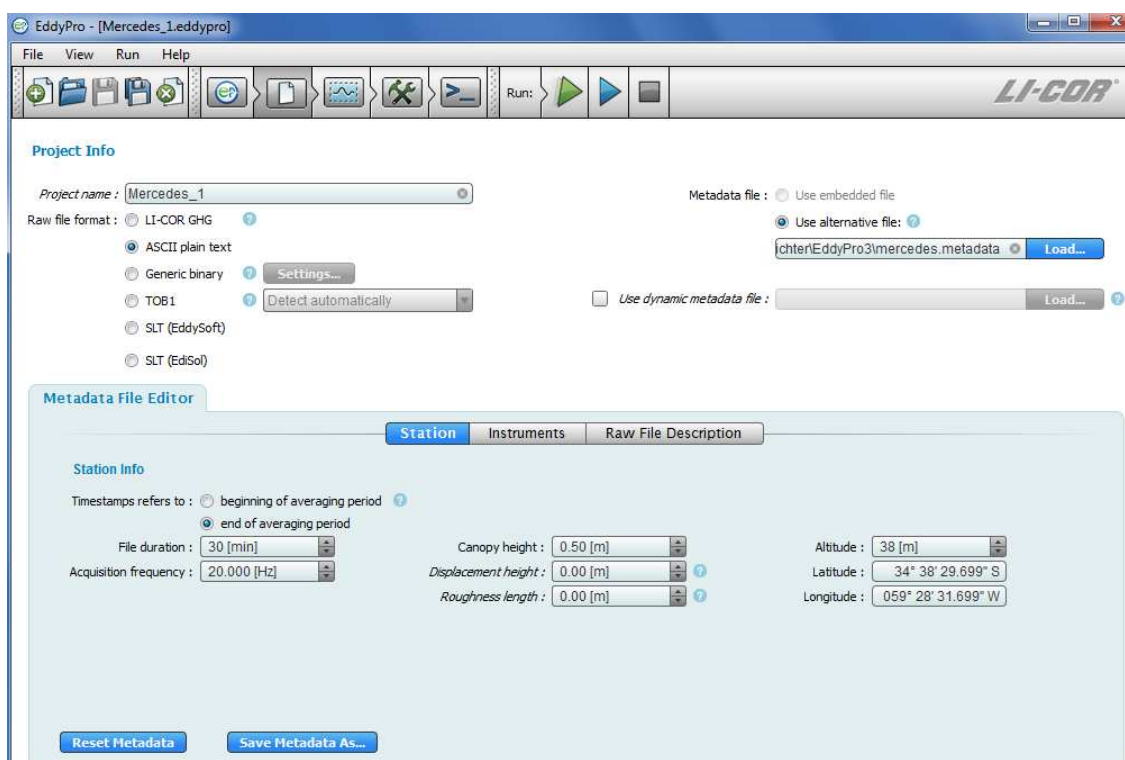 EddyPro - [Mercedes_1.eddypro]
File View Run Help
Run:
LI-COR
Project Info
Project name : Mercedes_1
Metadata file : Use embedded file
Raw file format : LI-COR GHG
Use alternative file:
ASCII plain text
ichter\EddyPro3\mercedes.metadata Load...
Generic binary Settings...
TOB1 Detect automatically
Use dynamic metadata file : Load...
SLT (EddySoft)
SLT (EdiSol)
Metadata File Editor
Station Instruments Raw File Description
Station Info
Timestamps refers to : beginning of averaging period
end of averaging period
File duration : 30 [min] Canopy height : 0.50 [m] Altitude : 38 [m]
Acquisition frequency : 20.000 [Hz] Displacement height : 0.00 [m] Latitude : 34° 38' 29.699" S
Roughness length : 0.00 [m] Longitude : 059° 28' 31.699" W
Reset Metadata Save Metadata As...